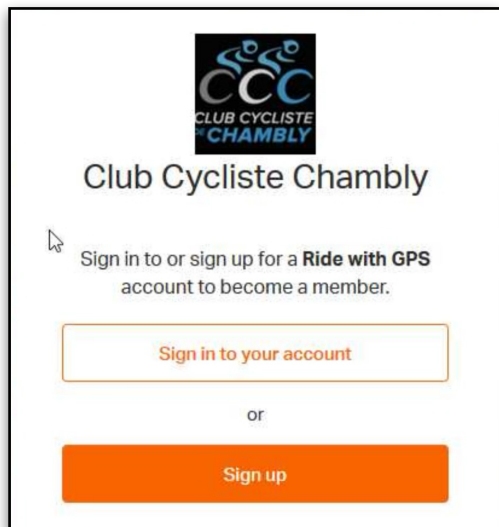 CCC
CLUB CYCLISTE
DE CHAMBLY
Club Cycliste Chambly
Sign in to or sign up for a Ride with GPS
account to become a member.
Sign in to your account
or
Sign up